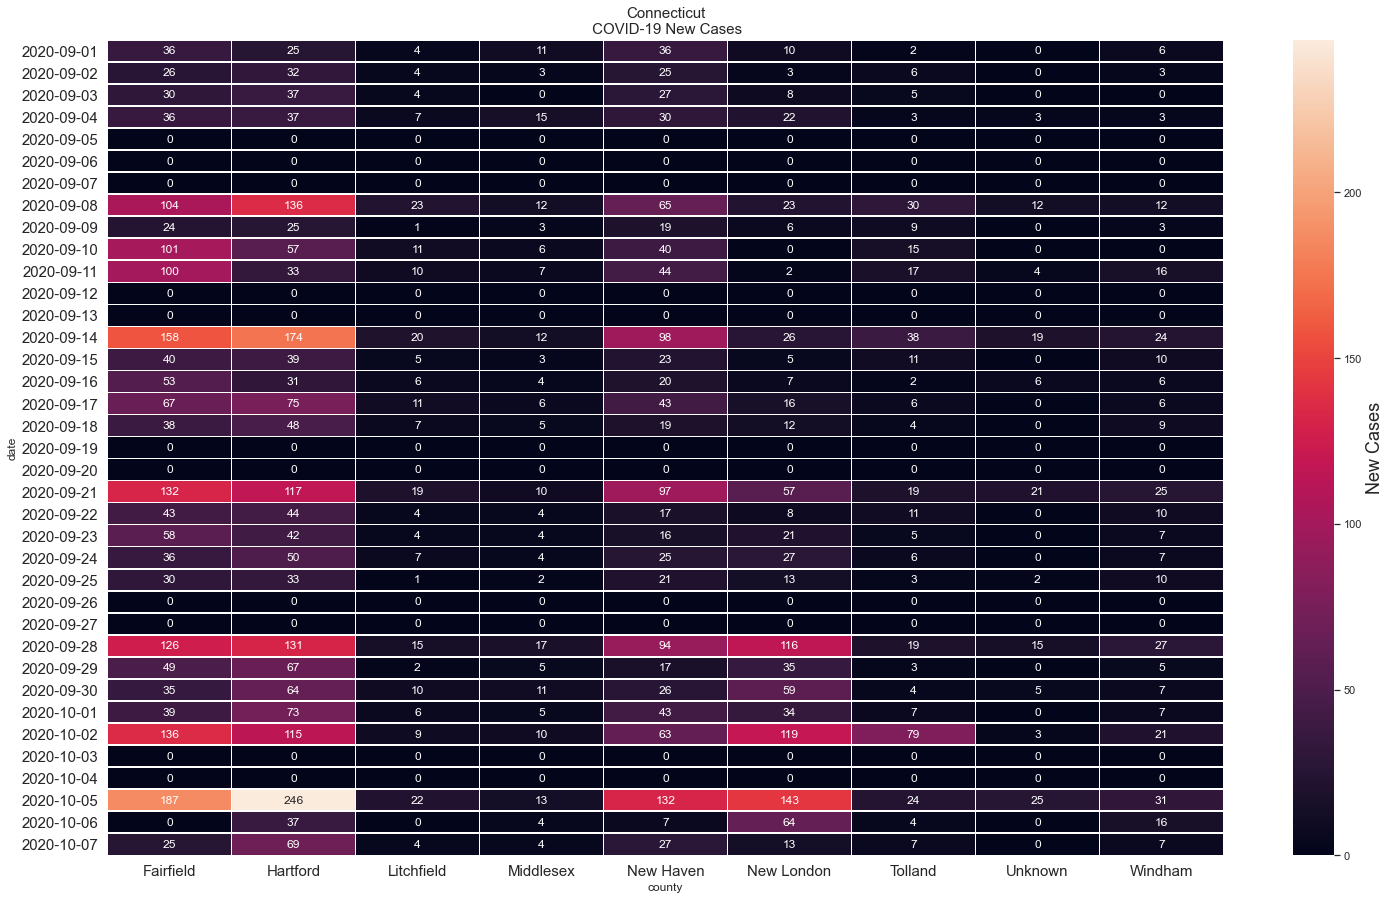 Connecticut
COVID-19 New Cases
2020-09-01 36 25 4 11 36 10 2 0 6
2020-09-02 26 32 4 3 25 3 6 0 3
2020-09-03 30 37 4 0 27 8 5 0 0
2020-09-04 36 37 7 15 30 22 3 3 3
2020-09-05 0 0 0 0 0 0 0 0 0
2020-09-06 0 0 0 0 0 0 0 0 0
2020-09-07 0 0 0 0 0 0 0 0 0
2020-09-08 104 136 23 12 65 23 30 12 12
2020-09-09 24 25 1 3 19 6 9 0 3
2020-09-10 101 57 11 6 40 0 15 0 0
2020-09-11 100 33 10 7 44 2 17 4 16
2020-09-12 0 0 0 0 0 0 0 0 0
2020-09-13 0 0 0 0 0 0 0 0 0
2020-09-14 158 174 20 12 98 26 38 19 24
2020-09-15 40 39 5 3 23 5 11 0 10
2020-09-16 53 31 6 4 20 7 2 6 6
2020-09-17 67 75 11 6 43 16 6 0 6
2020-09-18 38 48 7 5 19 12 4 0 9
2020-09-19 0 0 0 0 0 0 0 0 0
2020-09-20 0 0 0 0 0 0 0 0 0
2020-09-21 132 117 19 10 97 57 19 21 25
2020-09-22 43 44 4 4 17 8 11 0 10
2020-09-23 58 42 4 4 16 21 5 0 7
2020-09-24 36 50 7 4 25 27 6 0 7
2020-09-25 30 33 1 2 21 13 3 2 10
2020-09-26 0 0 0 0 0 0 0 0 0
2020-09-27 0 0 0 0 0 0 0 0 0
2020-09-28 126 131 15 17 94 116 19 15 27
2020-09-29 49 67 2 5 17 35 3 0 5
2020-09-30 35 64 10 11 26 59 4 5 7
2020-10-01 39 73 6 5 43 34 7 0 7
2020-10-02 136 115 9 10 63 119 79 3 21
2020-10-03 0 0 0 0 0 0 0 0 0
2020-10-04 0 0 0 0 0 0 0 0 0
2020-10-05 187 246 22 13 132 143 24 25 31
2020-10-06 0 37 0 4 7 64 4 0 16
2020-10-07 25 69 4 4 27 13 7 0 7
Fairfield Hartford Litchfield Middlesex New Haven New London Tolland Unknown Windham
county
date
200
150
100
50
0
New Cases